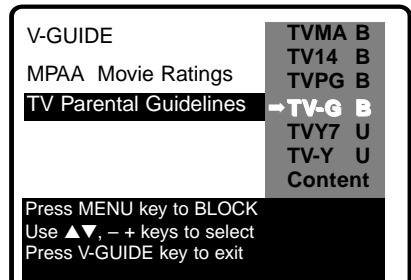 V-GUIDE
MPAA Movie Ratings
TV Parental Guidelines
TVMA B
TV14 B
TVPG B
➡TV-G B
TVY7 U
TV-Y U
Content
Press MENU key to BLOCK
Use ▲▼, – + keys to select
Press V-GUIDE key to exit